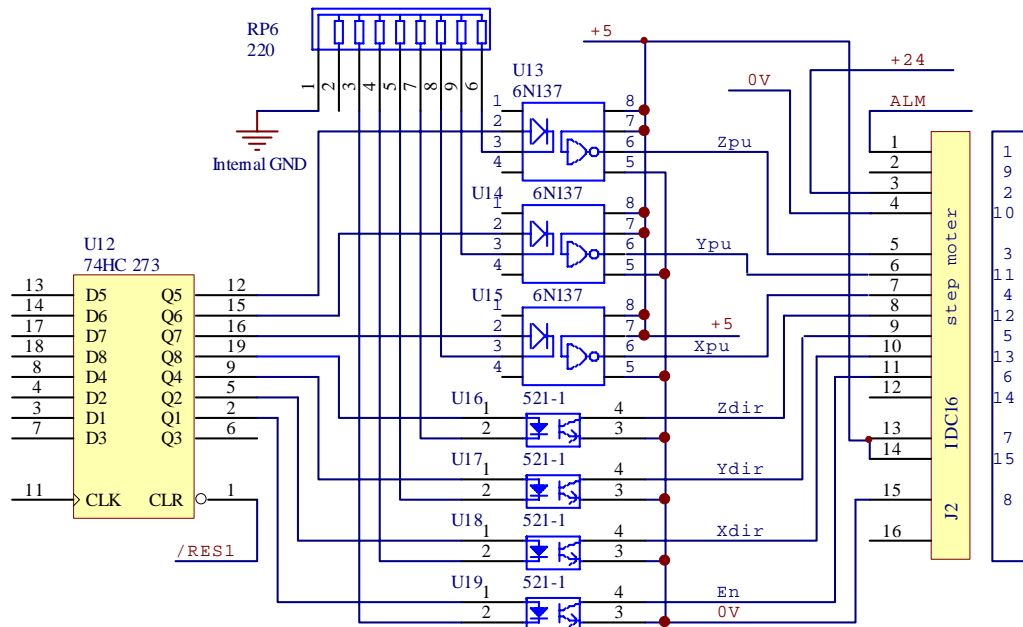 RP6
220
1 2 3 4 5 7 8 9 6
Internal GND
+5
+24
0V
ALM
U13
6N137
1 2 3 4
8 7 6 5
Zpu
U14
6N137
1 2 3 4
8 7 6 5
Ypu
U15
6N137
1 2 3 4
8 7 6 5
+5
Xpu
U12
74HC 273
13 D5 Q5 12
14 D6 Q6 15
17 D7 Q7 16
18 D8 Q8 19
8 D4 Q4 9
4 D2 Q2 5
3 D1 Q1 2
7 D3 Q3 6
11 CLK CLR 1
/RES1
U16
521-1
1 4
2 3
Zdir
U17
521-1
1 4
2 3
Ydir
U18
521-1
1 4
2 3
Xdir
U19
521-1
1 4
2 3
En
0V
1 1
2 9
3 2
4 10
5 3
6 11
7 4
8 12
9 5
10 13
11 6
12 14
13 7
14 15
15 8
16
step moter
IDC16
J2